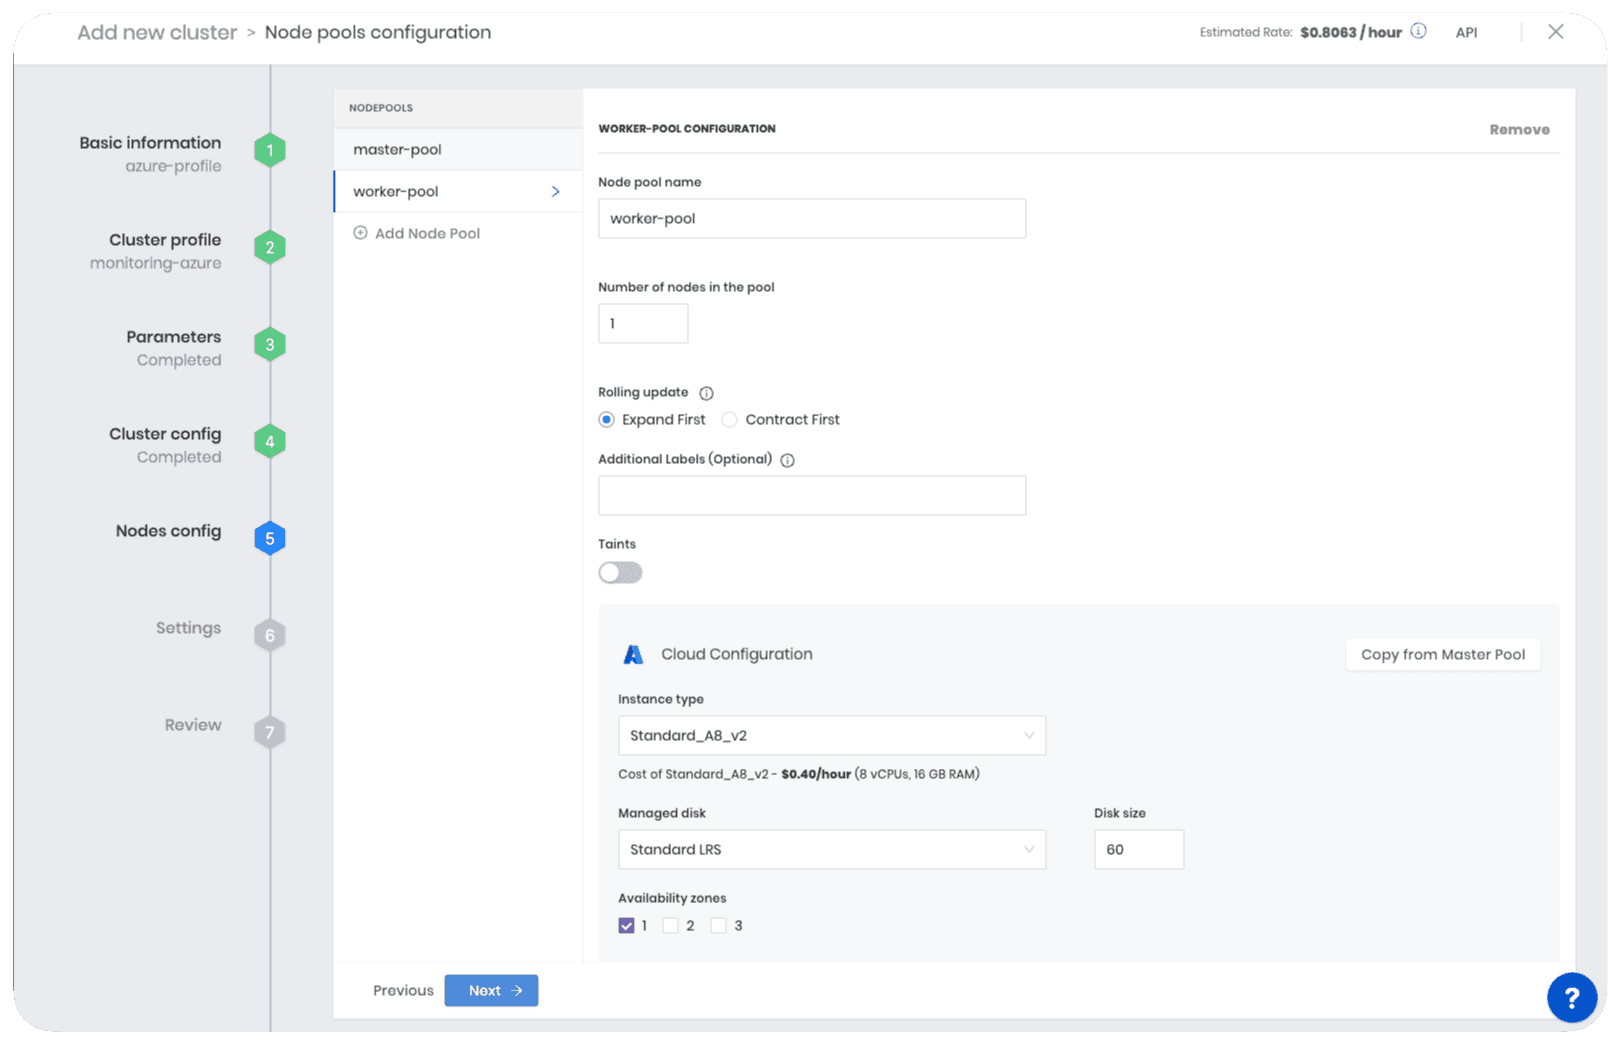 Add new cluster > Node pools configuration
Estimated Rate: $0.8063 / hour
API
Basic information
azure-profile
1
Cluster profile
monitoring-azure
2
Parameters
Completed
3
Cluster config
Completed
4
Nodes config
5
Settings
6
Review
7
NODEPOOLS
master-pool
worker-pool
Add Node Pool
WORKER-POOL CONFIGURATION
Remove
Node pool name
worker-pool
Number of nodes in the pool
1
Rolling update
Expand First
Contract First
Additional Labels (Optional)
Taints
Cloud Configuration
Copy from Master Pool
Instance type
Standard_A8_v2
Cost of Standard_A8_v2 - $0.40/hour (8 vCPUs, 16 GB RAM)
Managed disk
Disk size
Standard LRS
60
Availability zones
1 2 3
Previous
Next →
?